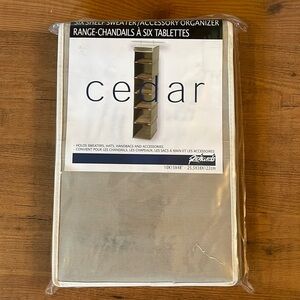 SIX SHELF SWEATER/ACCESSORY ORGANIZER
RANGE-CHANDAILS À SIX TABLETTES
cedar
- HOLDS SWEATERS, HATS, HANDBAGS AND ACCESSORIES
- CONVIENT POUR LES CHANDAILS, LES CHAPEAUX, LES SACS À MAIN ET LES ACCESSOIRES
Richards